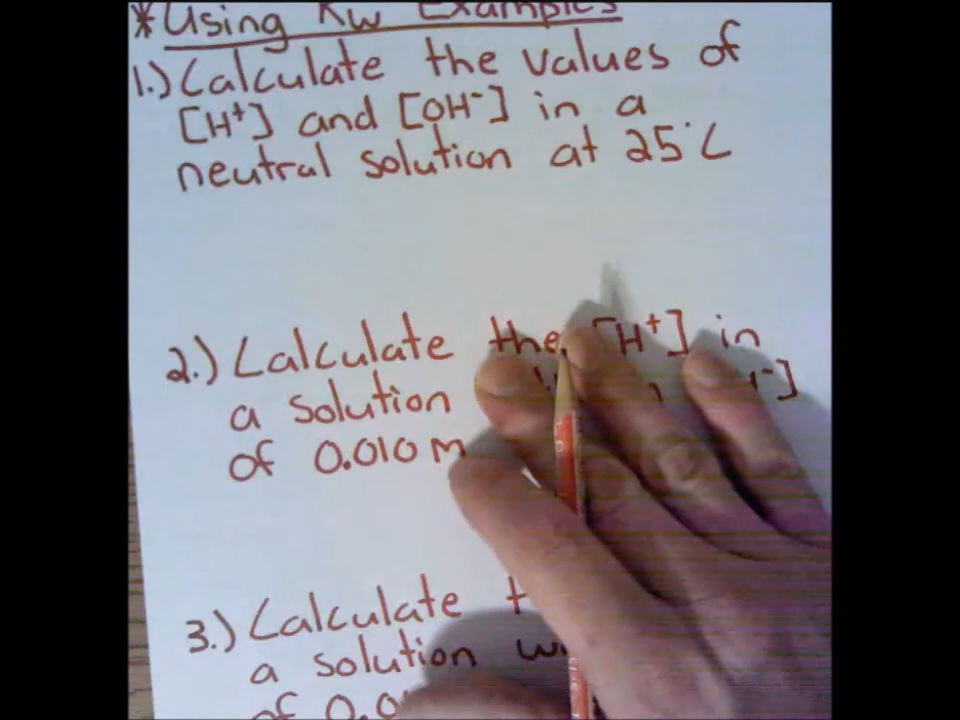 *Using Kw Examples
1.) Calculate the values of
[H⁺] and [OH⁻] in a
neutral solution at 25°C
2.) Calculate the [H⁺] in
a solution
of 0.010 M
3.) Calculate
a solution
of